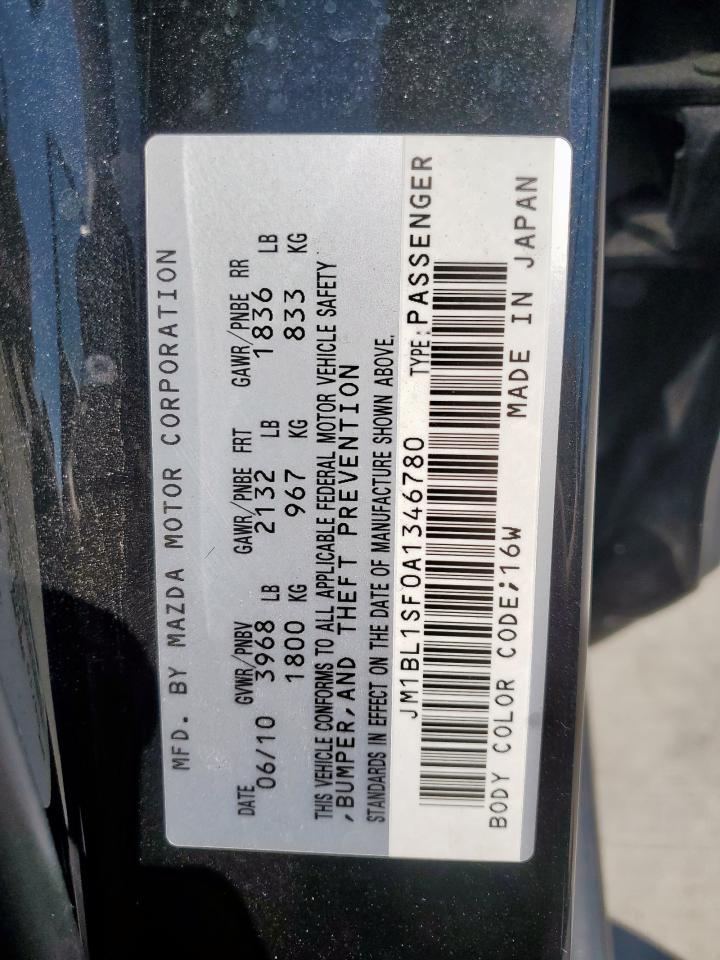 MFD. BY MAZDA MOTOR CORPORATION
DATE GVWR/PNBV GAWR/PNBE FRT GAWR/PNBE RR
06/10 3968 LB 2132 LB 1836 LB
1800 KG 967 KG 833 KG
THIS VEHICLE CONFORMS TO ALL APPLICABLE FEDERAL MOTOR VEHICLE SAFETY
,BUMPER,AND THEFT PREVENTION
STANDARDS IN EFFECT ON THE DATE OF MANUFACTURE SHOWN ABOVE.
JM1BL1SF0A1346780 TYPE:PASSENGER
BODY COLOR CODE;16W MADE IN JAPAN